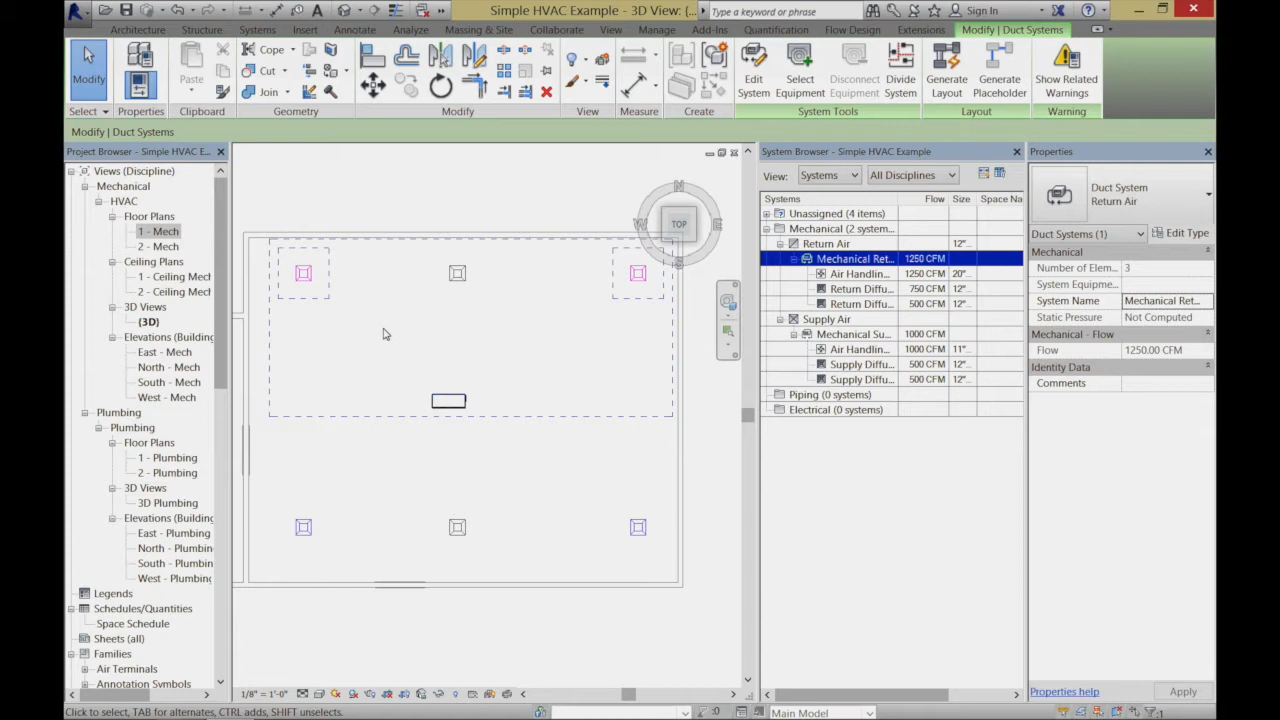 Simple HVAC Example - 3D View: {...
Type a keyword or phrase
Sign In
Architecture Structure Systems Insert Annotate Analyze Massing & Site Collaborate View Manage Add-Ins Quantification Flow Design Extensions Modify | Duct Systems
Modify
Paste
Cope
Cut
Join
Edit System
Select Equipment
Disconnect Equipment
Divide System
Generate Layout
Generate Placeholder
Show Related Warnings
Select Properties Clipboard Geometry Modify View Measure Create System Tools Layout Warning
Modify | Duct Systems
Project Browser - Simple HVAC E...
Views (Discipline)
Mechanical
HVAC
Floor Plans
1 - Mech
2 - Mech
Ceiling Plans
1 - Ceiling Mech
2 - Ceiling Mech
3D Views
{3D}
Elevations (Building
East - Mech
North - Mech
South - Mech
West - Mech
Plumbing
Plumbing
Floor Plans
1 - Plumbing
2 - Plumbing
3D Views
3D Plumbing
Elevations (Building
East - Plumbing
North - Plumbing
South - Plumbing
West - Plumbing
Legends
Schedules/Quantities
Space Schedule
Sheets (all)
Families
Air Terminals
Annotation Symbols
N
W
TOP
E
S
1/8" = 1'-0"
System Browser - Simple HVAC Example
View: Systems All Disciplines
Systems Flow Size Space Na
Unassigned (4 items)
Mechanical (2 system...
Return Air 12"...
Mechanical Ret... 1250 CFM
Air Handlin... 1250 CFM 20"...
Return Diffu... 750 CFM 12"...
Return Diffu... 500 CFM 12"...
Supply Air 12"...
Mechanical Su... 1000 CFM
Air Handlin... 1000 CFM 11"...
Supply Diffu... 500 CFM 12"...
Supply Diffu... 500 CFM 12"...
Piping (0 systems)
Electrical (0 systems)
Properties
Duct System
Return Air
Duct Systems (1) Edit Type
Mechanical
Number of Elem... 3
System Equipme...
System Name Mechanical Ret...
Static Pressure Not Computed
Mechanical - Flow
Flow 1250.00 CFM
Identity Data
Comments
Properties help Apply
Click to select, TAB for alternates, CTRL adds, SHIFT unselects.
:0
Main Model
:1